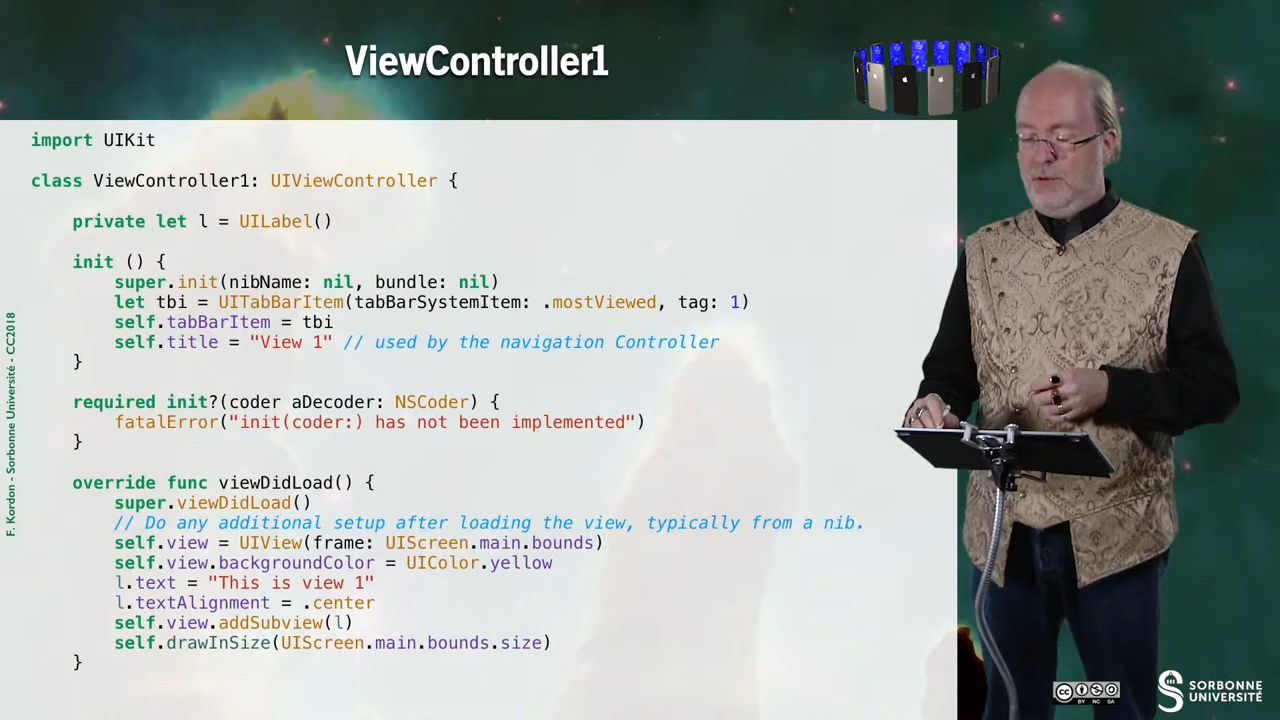 ViewController1
import UIKit
class ViewController1: UIViewController {
private let l = UILabel()
init () {
super.init(nibName: nil, bundle: nil)
let tbi = UITabBarItem(tabBarSystemItem: .mostViewed, tag: 1)
self.tabBarItem = tbi
self.title = "View 1" // used by the navigation Controller
}
required init?(coder aDecoder: NSCoder) {
fatalError("init(coder:) has not been implemented")
}
override func viewDidLoad() {
super.viewDidLoad()
// Do any additional setup after loading the view, typically from a nib.
self.view = UIView(frame: UIScreen.main.bounds)
self.view.backgroundColor = UIColor.yellow
l.text = "This is view 1"
l.textAlignment = .center
self.view.addSubview(l)
self.drawInSize(UIScreen.main.bounds.size)
}
F. Kordon - Sorbonne Université - CC2018
cc
BY NC SA
SORBONNE
UNIVERSITÉ